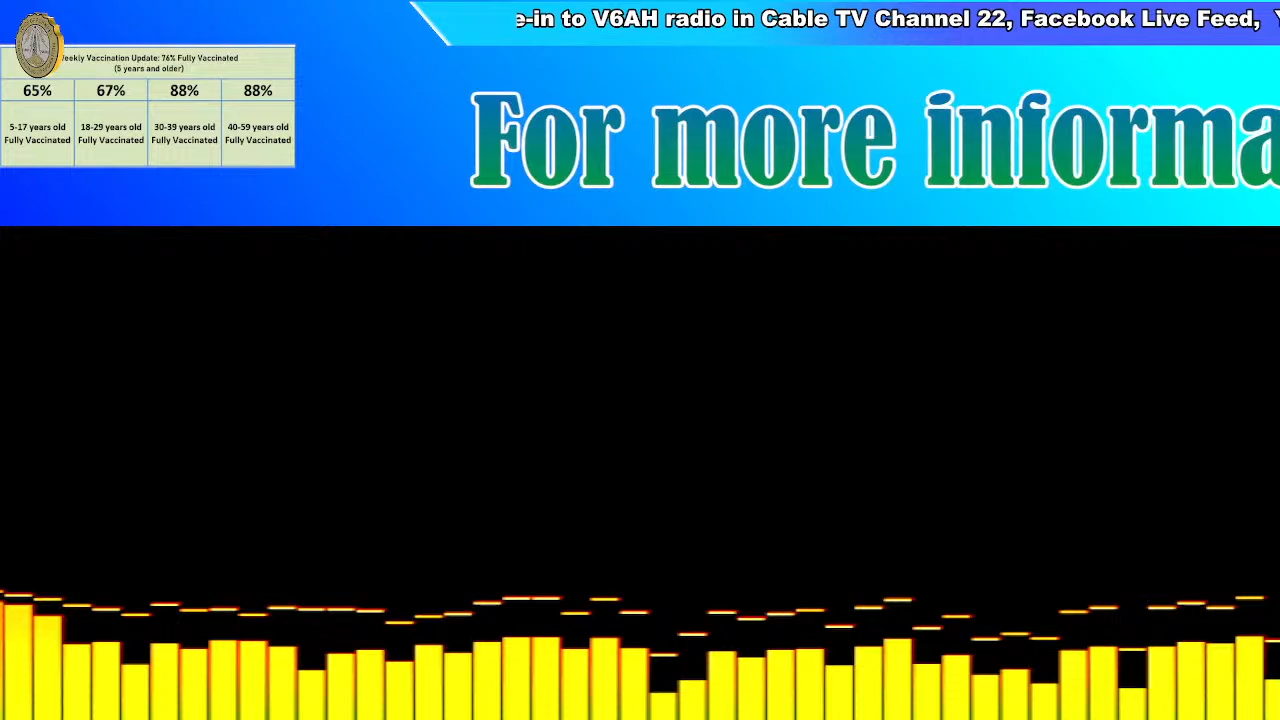 e-in to V6AH radio in Cable TV Channel 22, Facebook Live Feed,
eekly Vaccination Update: 76% Fully Vaccinated
(5 years and older)
65% 67% 88% 88%
5-17 years old 18-29 years old 30-39 years old 40-59 years old
Fully Vaccinated Fully Vaccinated Fully Vaccinated Fully Vaccinated
For more informa